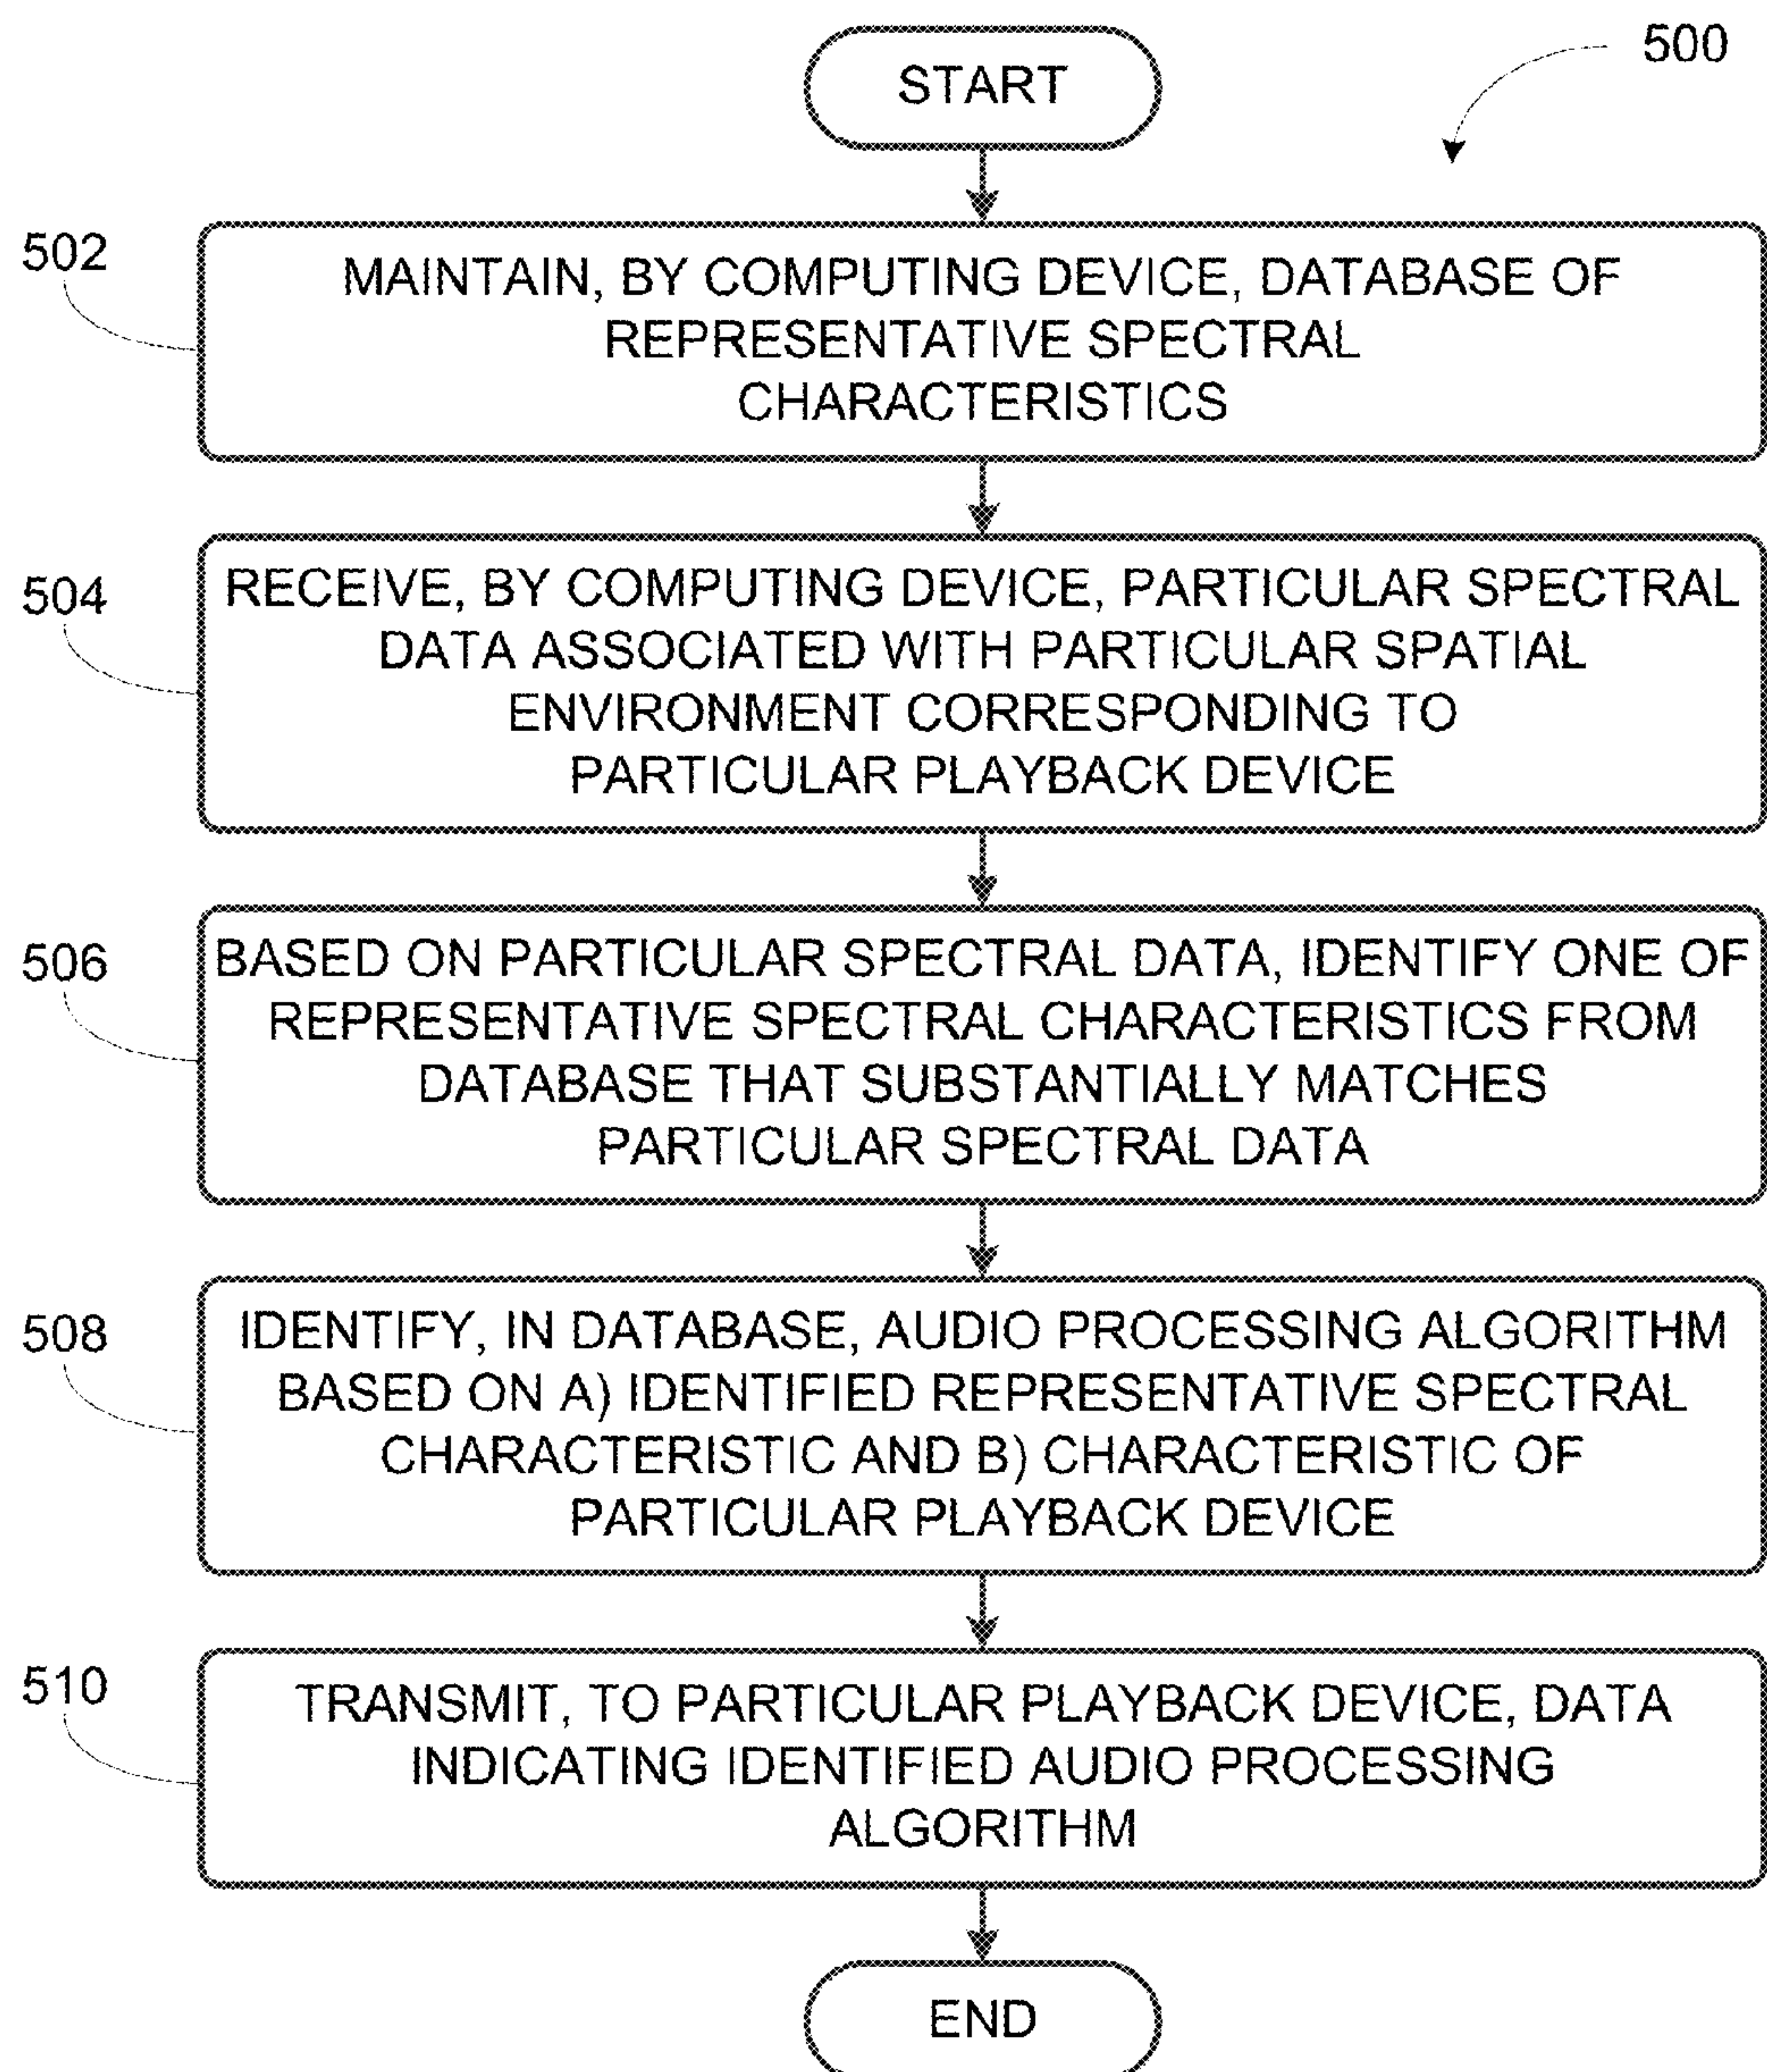 START
500
502
MAINTAIN, BY COMPUTING DEVICE, DATABASE OF
REPRESENTATIVE SPECTRAL
CHARACTERISTICS
504
RECEIVE, BY COMPUTING DEVICE, PARTICULAR SPECTRAL
DATA ASSOCIATED WITH PARTICULAR SPATIAL
ENVIRONMENT CORRESPONDING TO
PARTICULAR PLAYBACK DEVICE
506
BASED ON PARTICULAR SPECTRAL DATA, IDENTIFY ONE OF
REPRESENTATIVE SPECTRAL CHARACTERISTICS FROM
DATABASE THAT SUBSTANTIALLY MATCHES
PARTICULAR SPECTRAL DATA
508
IDENTIFY, IN DATABASE, AUDIO PROCESSING ALGORITHM
BASED ON A) IDENTIFIED REPRESENTATIVE SPECTRAL
CHARACTERISTIC AND B) CHARACTERISTIC OF
PARTICULAR PLAYBACK DEVICE
510
TRANSMIT, TO PARTICULAR PLAYBACK DEVICE, DATA
INDICATING IDENTIFIED AUDIO PROCESSING
ALGORITHM
END